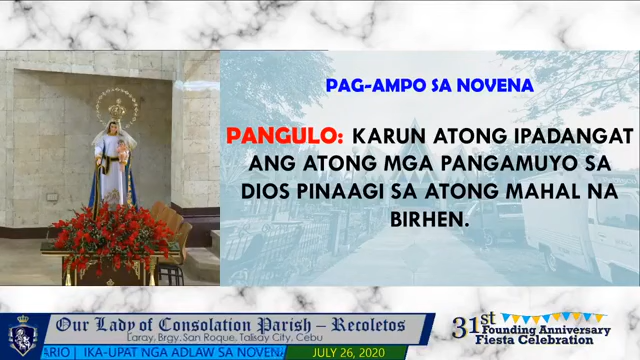 PAG-AMPO SA NOVENA
PANGULO: KARUN ATONG IPADANGAT
ANG ATONG MGA PANGAMUYO SA
DIOS PINAAGI SA ATONG MAHAL NA
BIRHEN.
Our Lady of Consolation Parish – Recoletos
Laray, Brgy. San Roque, Talisay City, Cebu
31st Founding Anniversary
Fiesta Celebration
ARIO | IKA-UPAT NGA ADLAW SA NOVENA
JULY 26, 2020